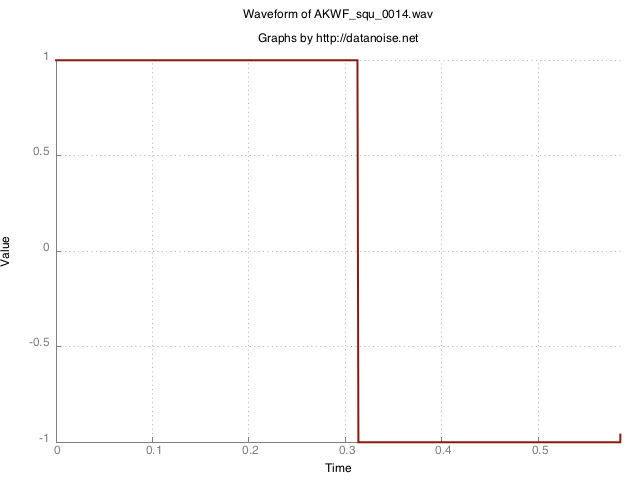 Waveform of AKWF_squ_0014.wav
Graphs by http://datanoise.net
1
0.5
0
-0.5
-1
Value
0 0.1 0.2 0.3 0.4 0.5
Time